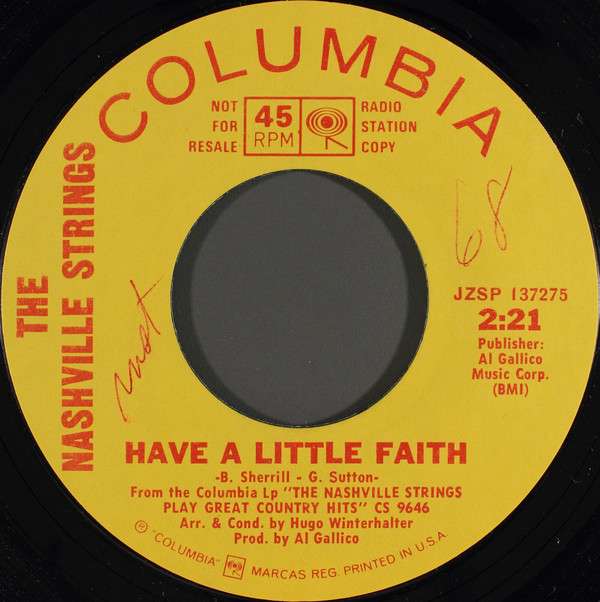 COLUMBIA
NOT
FOR
RESALE
45
RPM
RADIO
STATION
COPY
THE
NASHVILLE STRINGS
68
inst
JZSP 137275
2:21
Publisher:
Al Gallico
Music Corp.
(BMI)
HAVE A LITTLE FAITH
-B. Sherrill - G. Sutton-
From the Columbia Lp "THE NASHVILLE STRINGS
PLAY GREAT COUNTRY HITS" CS 9646
Arr. & Cond. by Hugo Winterhalter
Prod. by Al Gallico
℗ "COLUMBIA" MARCAS REG. PRINTED IN U.S.A